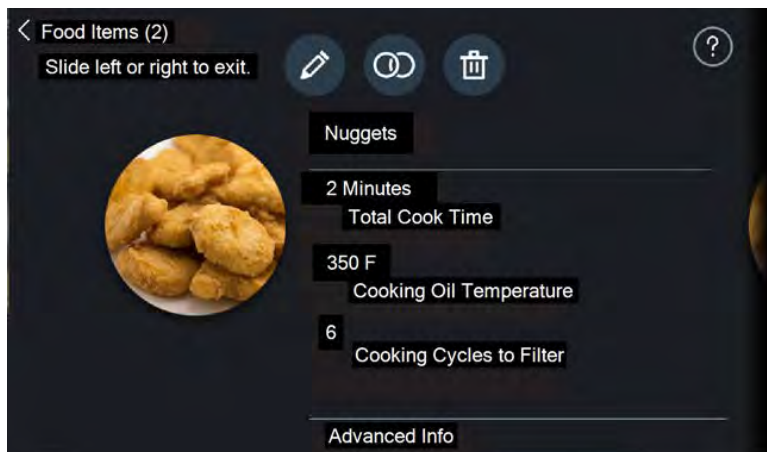 Food Items (2)
Slide left or right to exit.
?
Nuggets
2 Minutes
Total Cook Time
350 F
Cooking Oil Temperature
6
Cooking Cycles to Filter
Advanced Info